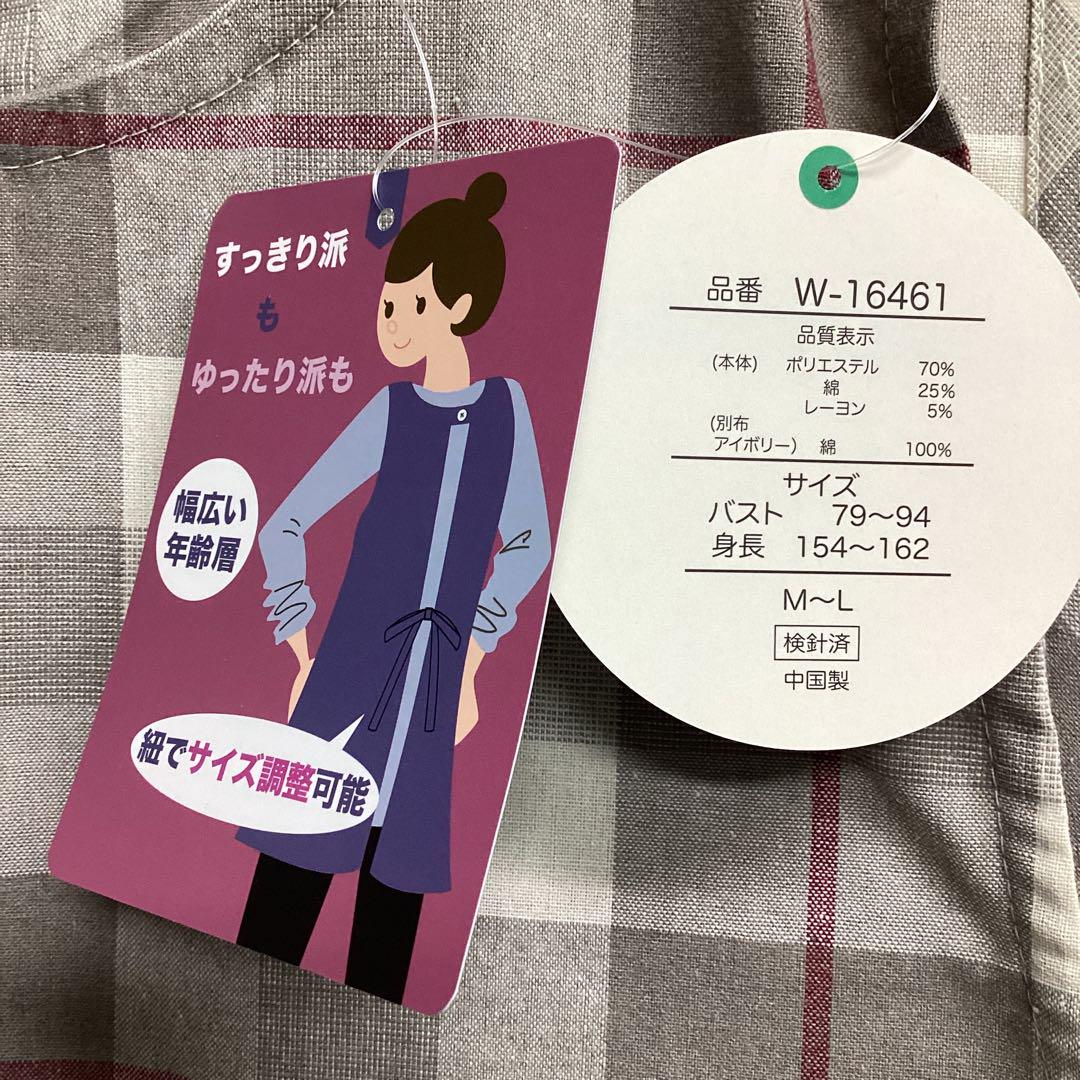 すっきり派
も
ゆったり派も
幅広い
年齢層
紐でサイズ調整可能
品番 W-16461
品質表示
(本体) ポリエステル 70%
綿 25%
レーヨン 5%
(別布
アイボリー) 綿 100%
サイズ
バスト 79〜94
身長 154〜162
M〜L
検針済
中国製